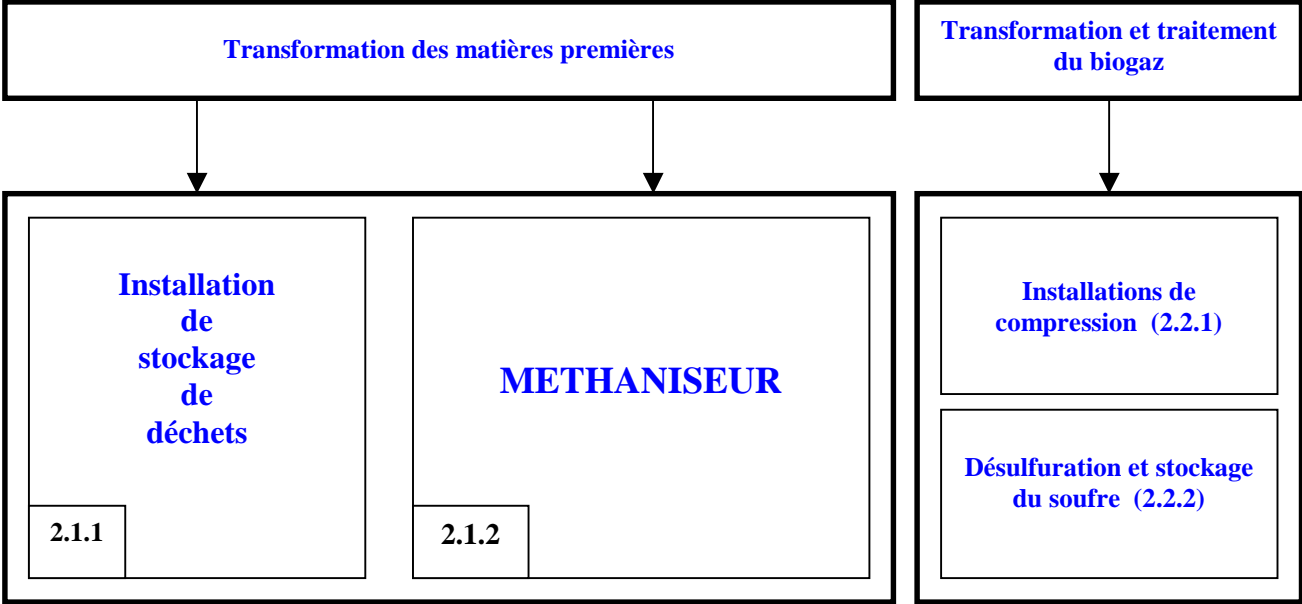 Transformation des matières premières
Transformation et traitement
du biogaz
Installation
de
stockage
de
déchets
2.1.1
METHANISEUR
2.1.2
Installations de
compression (2.2.1)
Désulfuration et stockage
du soufre (2.2.2)